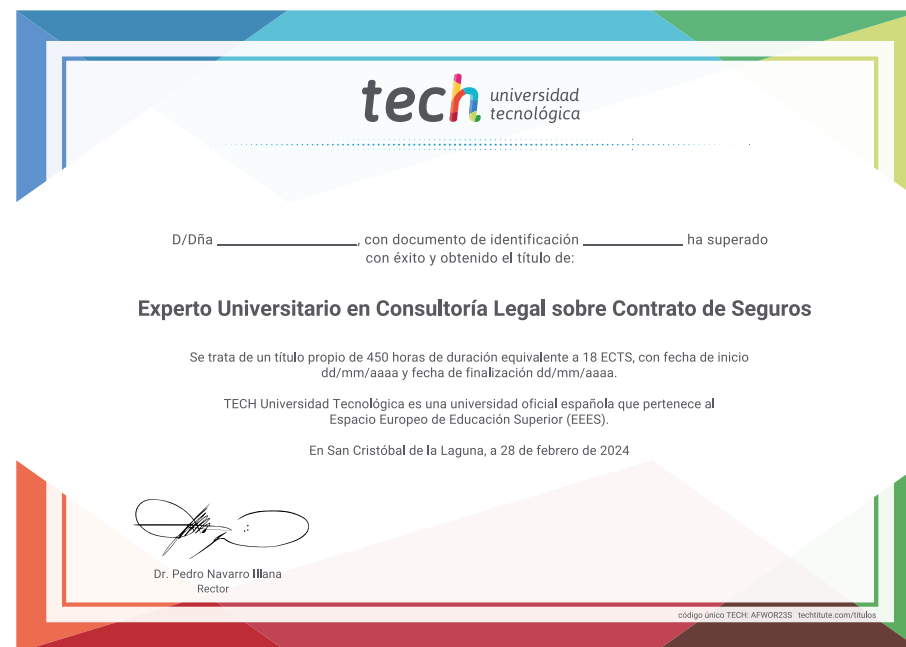 tech universidad
tecnológica
D/Dña ______________, con documento de identificación __________ ha superado
con éxito y obtenido el título de:
Experto Universitario en Consultoría Legal sobre Contrato de Seguros
Se trata de un título propio de 450 horas de duración equivalente a 18 ECTS, con fecha de inicio
dd/mm/aaaa y fecha de finalización dd/mm/aaaa.
TECH Universidad Tecnológica es una universidad oficial española que pertenece al
Espacio Europeo de Educación Superior (EEES).
En San Cristóbal de la Laguna, a 28 de febrero de 2024
Dr. Pedro Navarro Illana
Rector
código único TECH: AFWOR23S techtitute.com/titulos